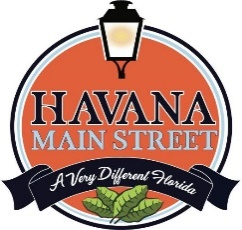 HAVANA
MAIN STREET
A Very Different Florida